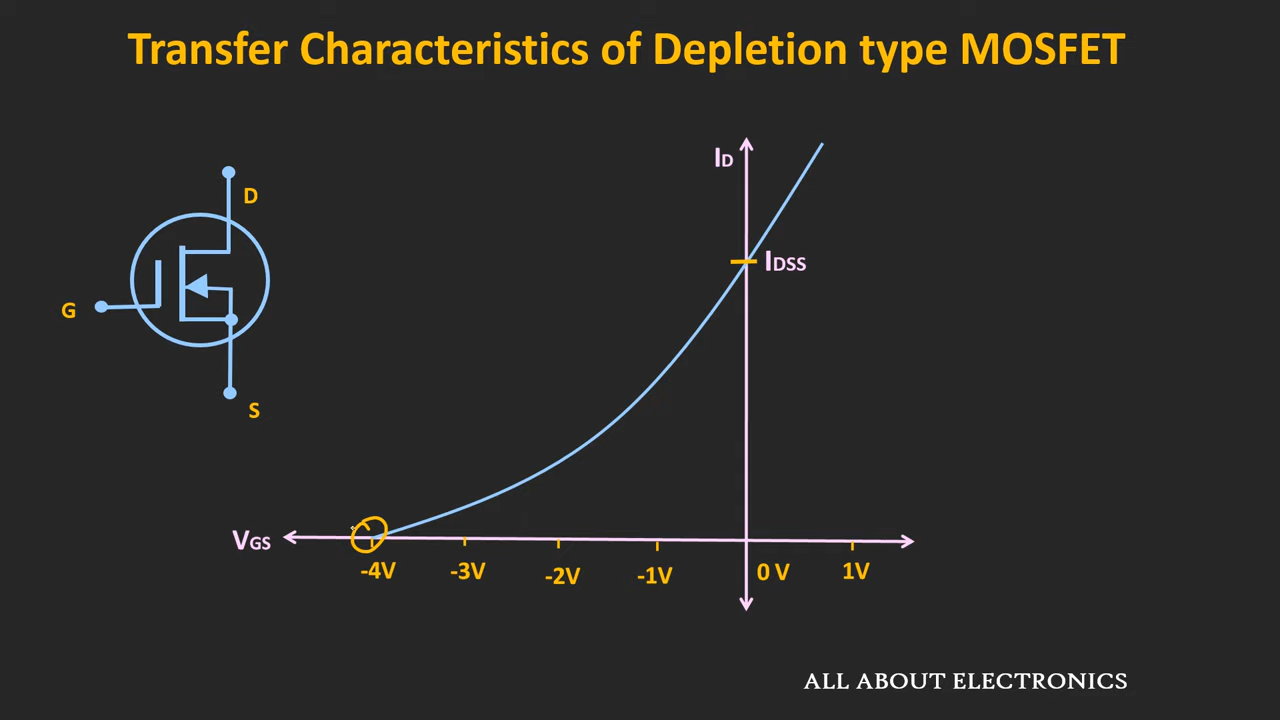 Transfer Characteristics of Depletion type MOSFET
D
G
S
ID
IDSS
VGS
-4V -3V -2V -1V 0 V 1V
ALL ABOUT ELECTRONICS